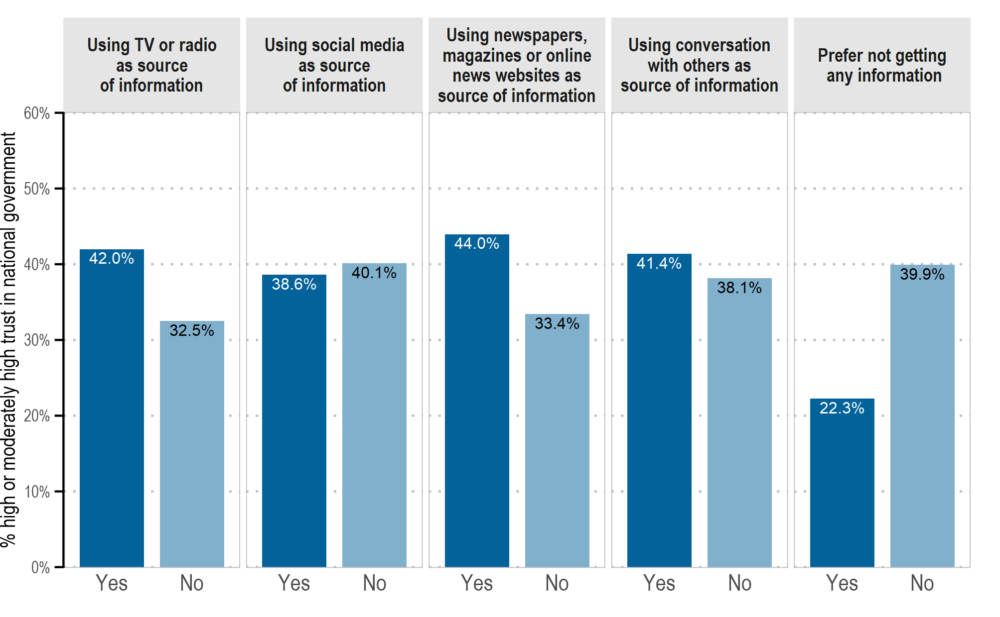 Using TV or radio
as source
of information
Using social media
as source
of information
Using newspapers,
magazines or online
news websites as
source of information
Using conversation
with others as
source of information
Prefer not getting
any information
% high or moderately high trust in national government
60%
50%
40%
30%
20%
10%
0%
42.0%
32.5%
38.6%
40.1%
44.0%
33.4%
41.4%
38.1%
22.3%
39.9%
Yes
No
Yes
No
Yes
No
Yes
No
Yes
No